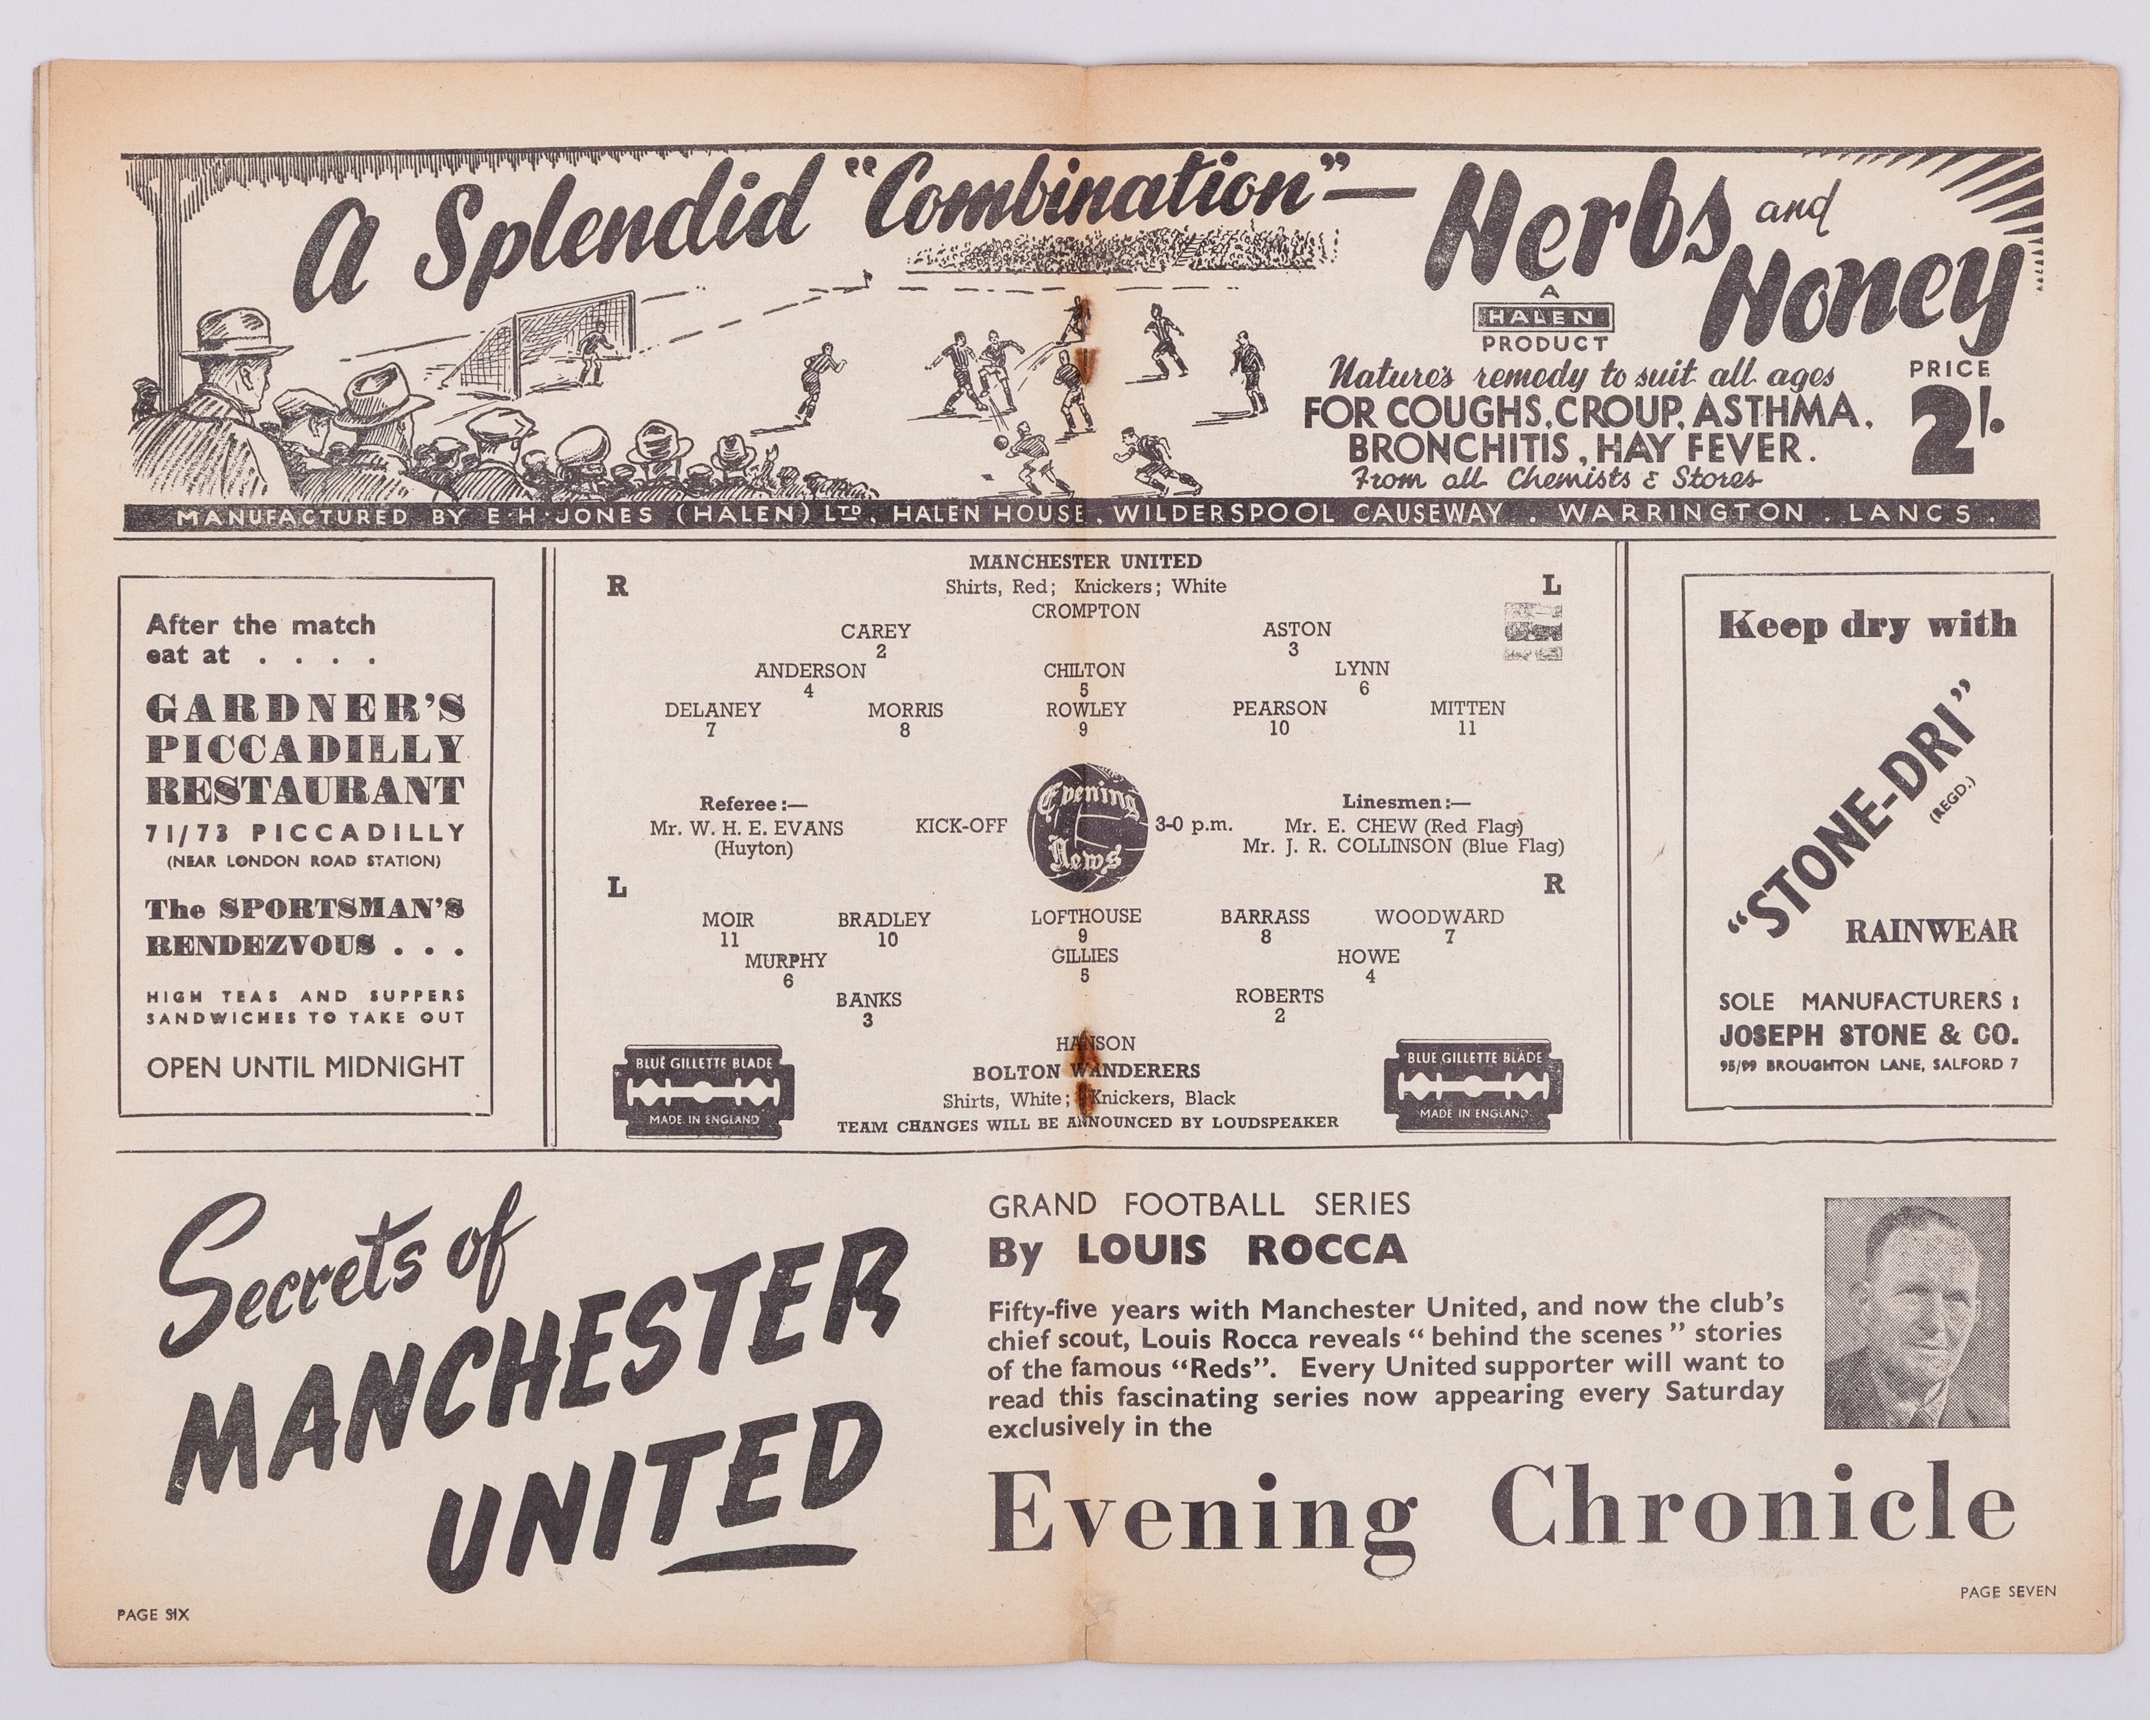 A Splendid "Combination"— Herbs and Honey
A
HALEN
PRODUCT
Nature's remedy to suit all ages
FOR COUGHS, CROUP, ASTHMA,
BRONCHITIS, HAY FEVER.
From all Chemists & Stores
PRICE
2/-
MANUFACTURED BY E·H·JONES (HALEN) LTD, HALEN HOUSE, WILDERSPOOL CAUSEWAY . WARRINGTON . LANCS.
After the match
eat at . . . .
GARDNER'S
PICCADILLY
RESTAURANT
71/73 PICCADILLY
(NEAR LONDON ROAD STATION)
The SPORTSMAN'S
RENDEZVOUS . . .
HIGH TEAS AND SUPPERS
SANDWICHES TO TAKE OUT
OPEN UNTIL MIDNIGHT
MANCHESTER UNITED
R L
Shirts, Red; Knickers; White
CROMPTON
CAREY ASTON
2 3
ANDERSON CHILTON LYNN
4 5 6
DELANEY MORRIS ROWLEY PEARSON MITTEN
7 8 9 10 11
Referee:— Linesmen:—
Mr. W. H. E. EVANS KICK-OFF Evening News 3-0 p.m. Mr. E. CHEW (Red Flag)
(Huyton) Mr. J. R. COLLINSON (Blue Flag)
L R
MOIR BRADLEY LOFTHOUSE BARRASS WOODWARD
11 10 9 8 7
MURPHY GILLIES HOWE
6 5 4
BANKS ROBERTS
3 2
HANSON
BOLTON WANDERERS
Shirts, White; Knickers, Black
TEAM CHANGES WILL BE ANNOUNCED BY LOUDSPEAKER
BLUE GILLETTE BLADE
MADE IN ENGLAND
BLUE GILLETTE BLADE
MADE IN ENGLAND
Keep dry with
"STONE-DRI"
(REGD.)
RAINWEAR
SOLE MANUFACTURERS :
JOSEPH STONE & CO.
95/99 BROUGHTON LANE, SALFORD 7
Secrets of
MANCHESTER
UNITED
GRAND FOOTBALL SERIES
By LOUIS ROCCA
Fifty-five years with Manchester United, and now the club's
chief scout, Louis Rocca reveals "behind the scenes" stories
of the famous "Reds". Every United supporter will want to
read this fascinating series now appearing every Saturday
exclusively in the
Evening Chronicle
PAGE SIX
PAGE SEVEN